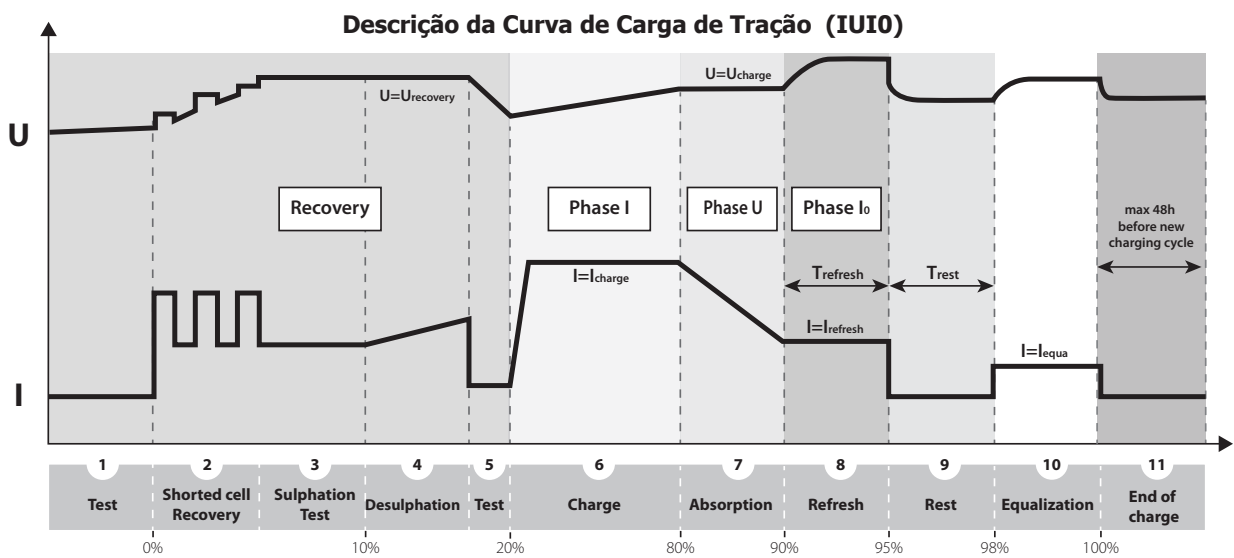 Descrição da Curva de Carga de Tração (IUI0)
U
U=Urecovery
U=Ucharge
Recovery
Phase I
Phase U
Phase I0
max 48h
before new
charging cycle
I=Icharge
Trefresh
Trest
I=Irefresh
I=Iequa
I
1
2
3
4
5
6
7
8
9
10
11
Test
Shorted cell
Recovery
Sulphation
Test
Desulphation
Test
Charge
Absorption
Refresh
Rest
Equalization
End of
charge
0%
10%
20%
80%
90%
95%
98%
100%